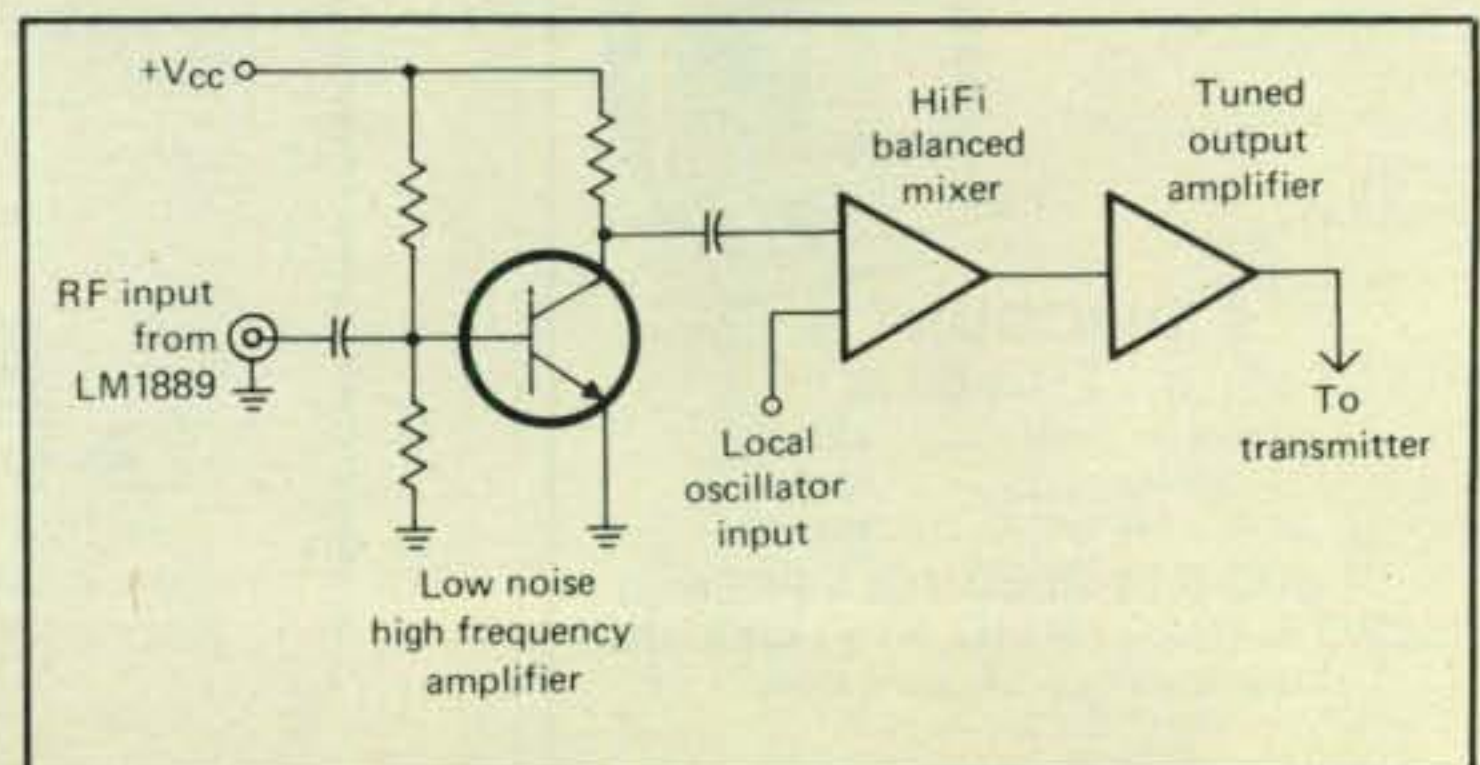 +VCC
HiFi
balanced
mixer
Tuned
output
amplifier
RF input
from
LM1889
Local
oscillator
input
To
transmitter
Low noise
high frequency
amplifier